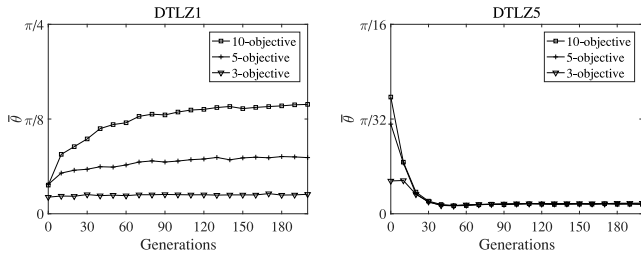 DTLZ1
π/4
π/8
0
θ̅
10-objective
5-objective
3-objective
0 30 60 90 120 150 180
Generations
DTLZ5
π/16
π/32
0
θ̅
10-objective
5-objective
3-objective
0 30 60 90 120 150 180
Generations